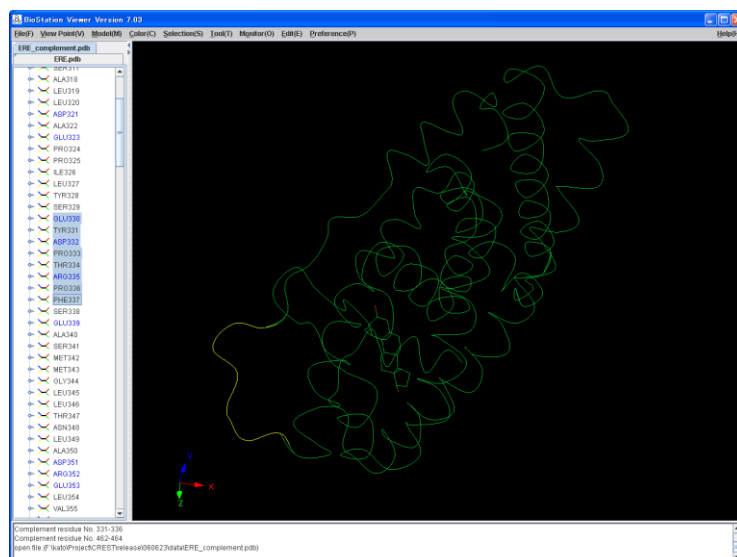 BioStation Viewer Version 7.03
File(F) View Point(V) Model(M) Color(C) Selection(S) Tool(T) Monitor(O) Edit(E) Preference(P) Help(H)
ERE_complement.pdb
ERE.pdb
SER317
ALA318
LEU319
LEU320
ASP321
ALA322
GLU323
PRO324
PRO325
ILE326
LEU327
TYR328
SER329
GLU330
TYR331
ASP332
PRO333
THR334
ARG335
PRO336
PHE337
SER338
GLU339
ALA340
SER341
MET342
MET343
GLY344
LEU345
LEU346
THR347
ASN348
LEU349
ALA350
ASP351
ARG352
GLU353
LEU354
VAL355
Y
X
Z
Complement residue No. 331-336
Complement residue No. 462-464
open file.(F:\kato\Project\CREST\release\060623\data\ERE_complement.pdb)